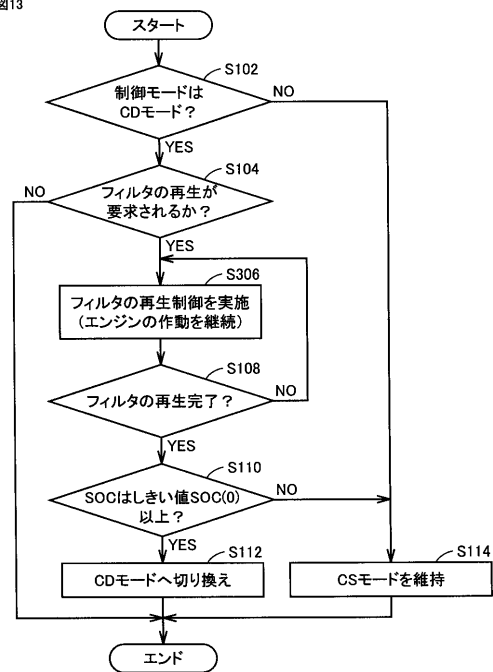 図13
スタート
S102
制御モードは
CDモード？
NO
YES
S104
フィルタの再生が
要求されるか？
NO
YES
S306
フィルタの再生制御を実施
(エンジンの作動を継続)
S108
フィルタの再生完了？
NO
YES
S110
SOCはしきい値SOC(0)
以上？
NO
YES
S112
CDモードへ切り換え
S114
CSモードを維持
エンド